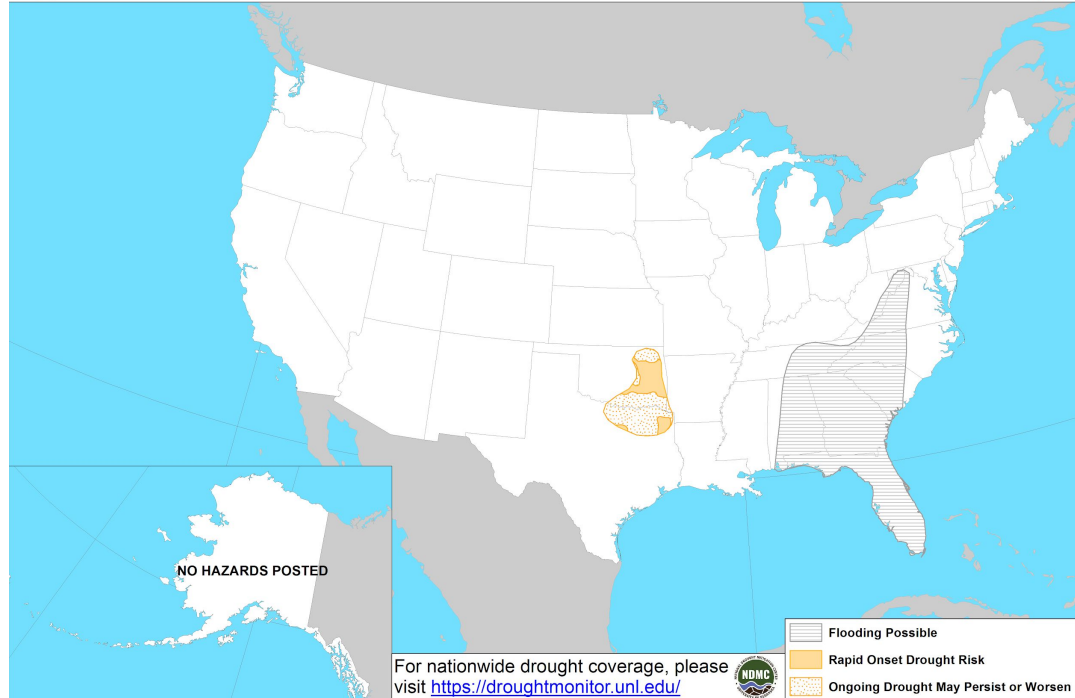 NO HAZARDS POSTED
For nationwide drought coverage, please
visit https://droughtmonitor.unl.edu/
NDMC
Flooding Possible
Rapid Onset Drought Risk
Ongoing Drought May Persist or Worsen